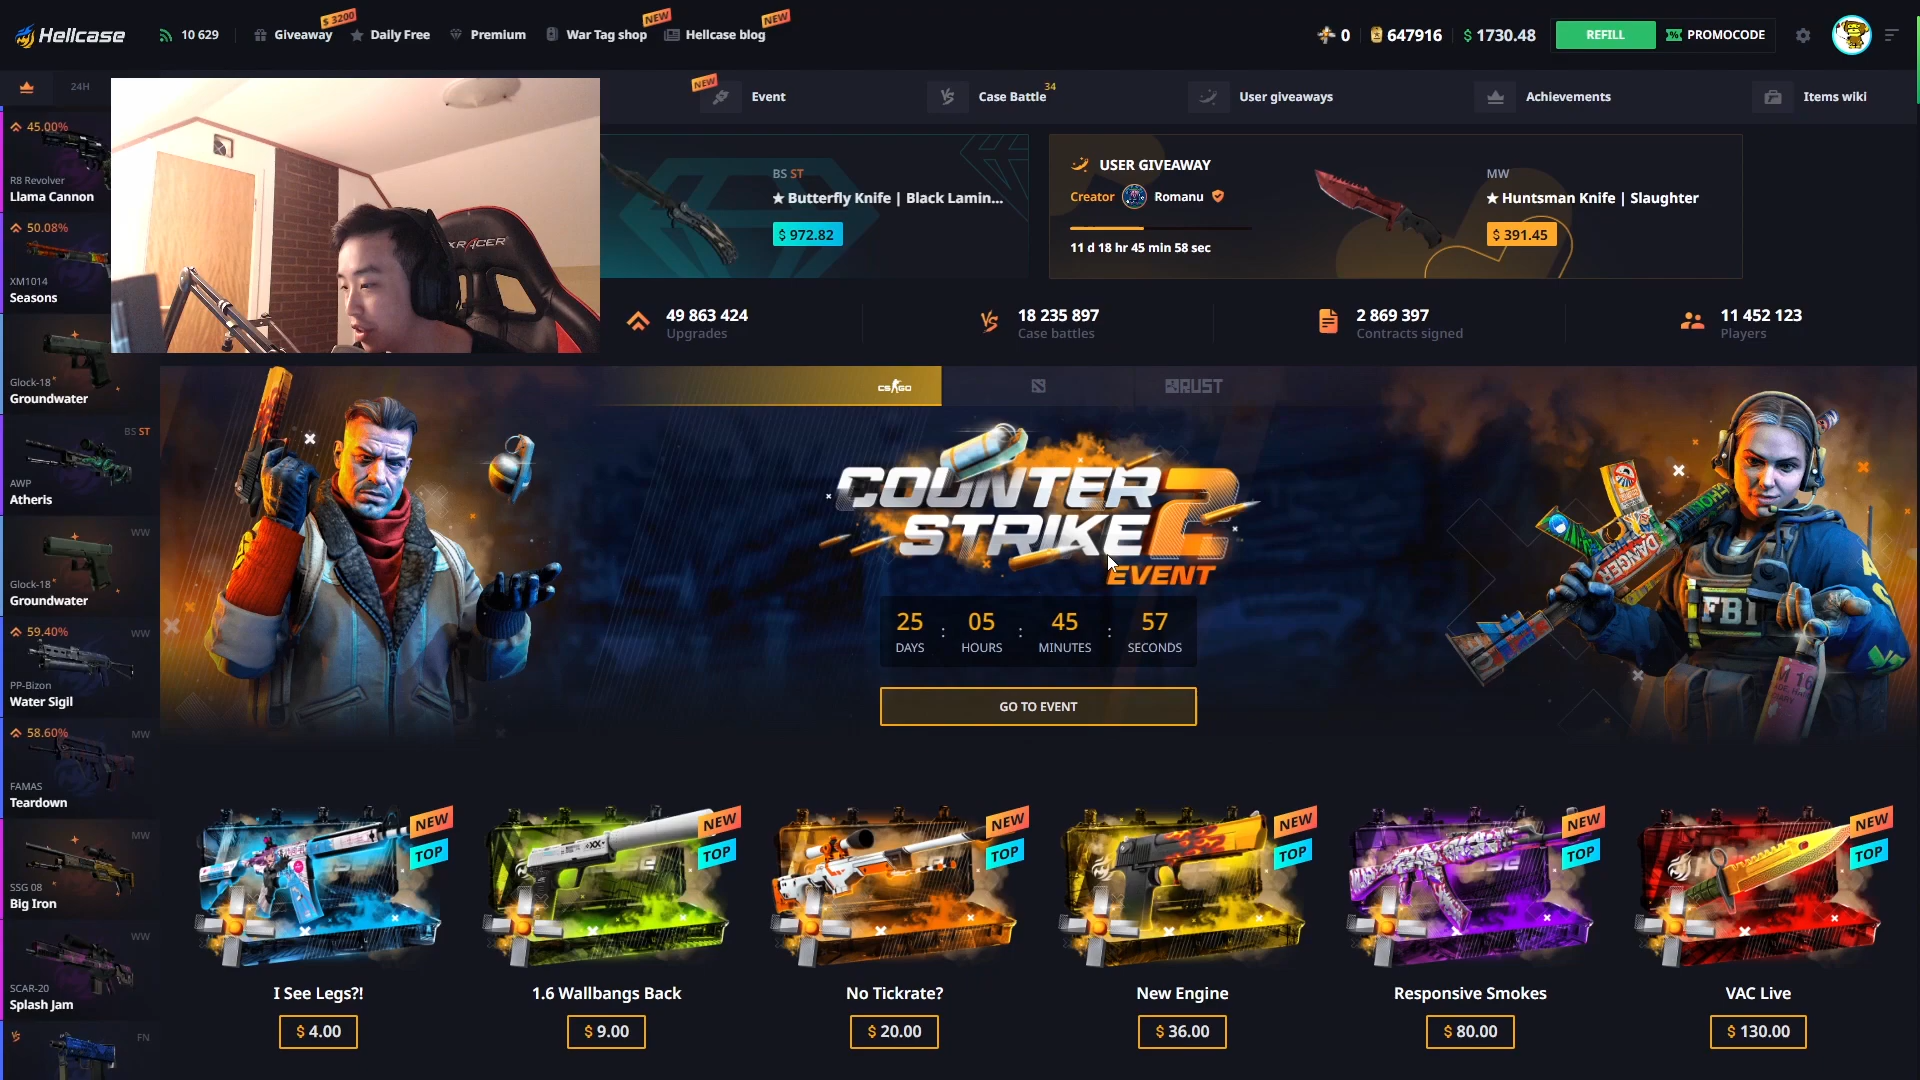 Hellcase
10 629
Giveaway
$ 3200
Daily Free
Premium
War Tag shop
NEW
Hellcase blog
NEW
0
647916
$ 1730.48
REFILL
% PROMOCODE
24H
NEW
Event
VS
Case Battle
34
User giveaways
Achievements
Items wiki
45.00%
R8 Revolver
Llama Cannon
50.08%
XM1014
Seasons
Glock-18*
Groundwater
BS ST
AWP
Atheris
WW
Glock-18*
Groundwater
59.40%
WW
PP-Bizon
Water Sigil
58.60%
MW
FAMAS
Teardown
MW
SSG 08
Big Iron
WW
SCAR-20
Splash Jam
VS
FN
XRACER
BS ST
★ Butterfly Knife | Black Lamin...
$ 972.82
USER GIVEAWAY
Creator
Romanu
11 d 18 hr 45 min 58 sec
MW
★ Huntsman Knife | Slaughter
$ 391.45
49 863 424
Upgrades
VS
18 235 897
Case battles
2 869 397
Contracts signed
11 452 123
Players
CS:GO
RUST
COUNTER
STRIKE 2
EVENT
25
DAYS
:
05
HOURS
:
45
MINUTES
:
57
SECONDS
GO TO EVENT
DANGER
FBI
M 16
NEW
TOP
I See Legs?!
$ 4.00
NEW
TOP
1.6 Wallbangs Back
$ 9.00
NEW
TOP
No Tickrate?
$ 20.00
NEW
TOP
New Engine
$ 36.00
NEW
TOP
Responsive Smokes
$ 80.00
NEW
TOP
VAC Live
$ 130.00